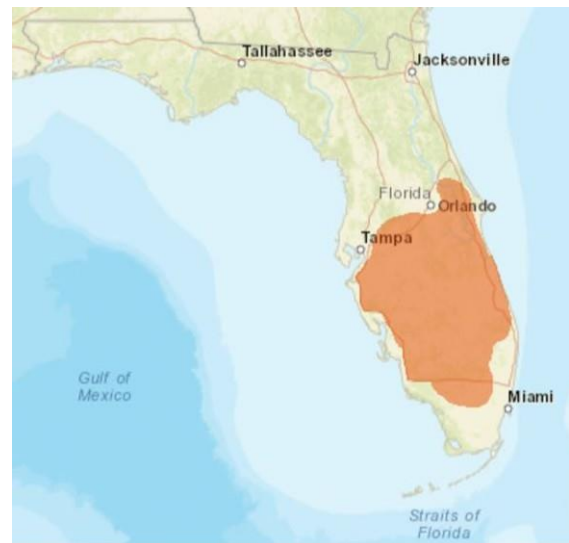 Tallahassee
Jacksonville
Florida
Orlando
Tampa
Gulf of
Mexico
Miami
Straits of
Florida